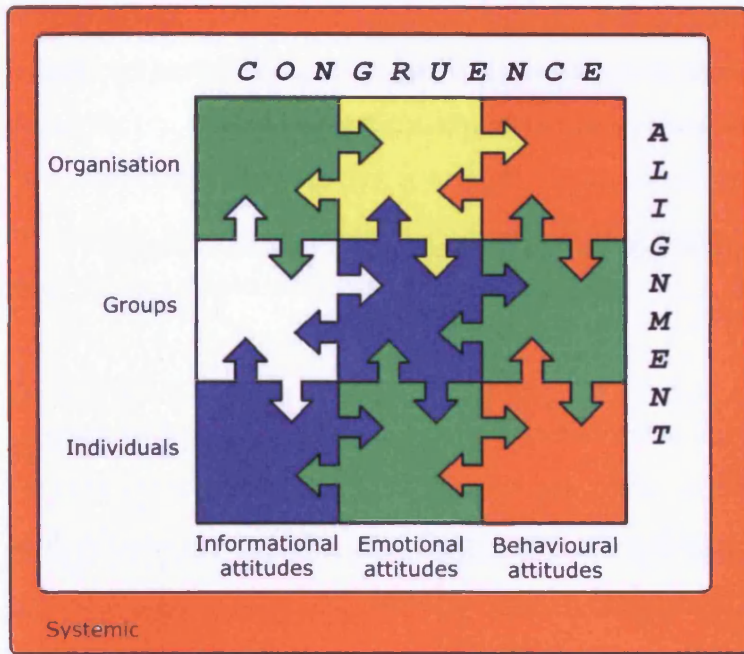 CONGRUENCE
ALIGNMENT
Organisation
Groups
Individuals
Informational attitudes
Emotional attitudes
Behavioural attitudes
Systemic